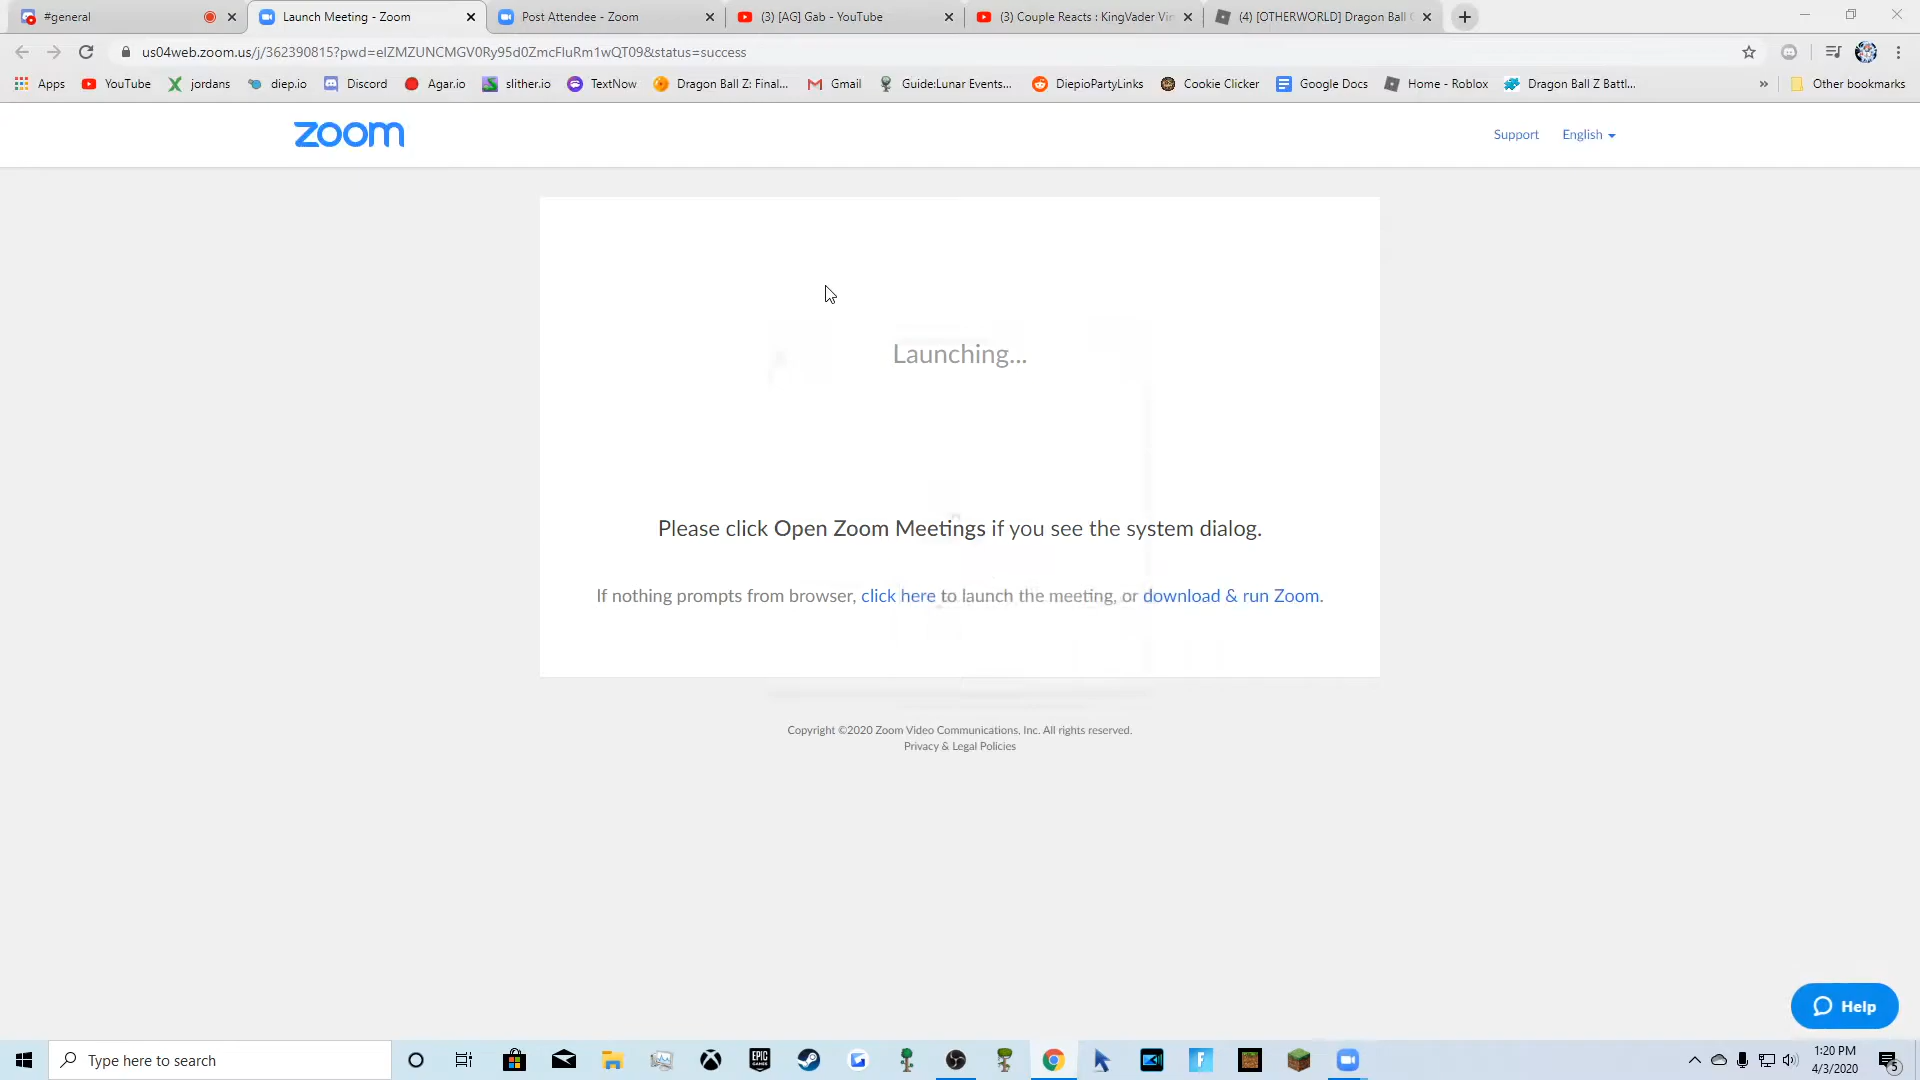 #general
Launch Meeting - Zoom
Post Attendee - Zoom
(3) [AG] Gab - YouTube
(3) Couple Reacts : KingVader Vin
(4) [OTHERWORLD] Dragon Ball
us04web.zoom.us/j/362390815?pwd=elZMZUNCMGV0Ry95d0ZmcFluRm1wQT09&status=success
Apps
YouTube
jordans
diep.io
Discord
Agar.io
slither.io
TextNow
Dragon Ball Z: Final...
Gmail
Guide:Lunar Events...
DiepioPartyLinks
Cookie Clicker
Google Docs
Home - Roblox
Dragon Ball Z Battl...
»
Other bookmarks
zoom
Support
English
Launching...
Please click Open Zoom Meetings if you see the system dialog.
If nothing prompts from browser, click here to launch the meeting, or download & run Zoom.
Copyright ©2020 Zoom Video Communications, Inc. All rights reserved.
Privacy & Legal Policies
Help
Type here to search
EPIC GAMES
1:20 PM
4/3/2020
5